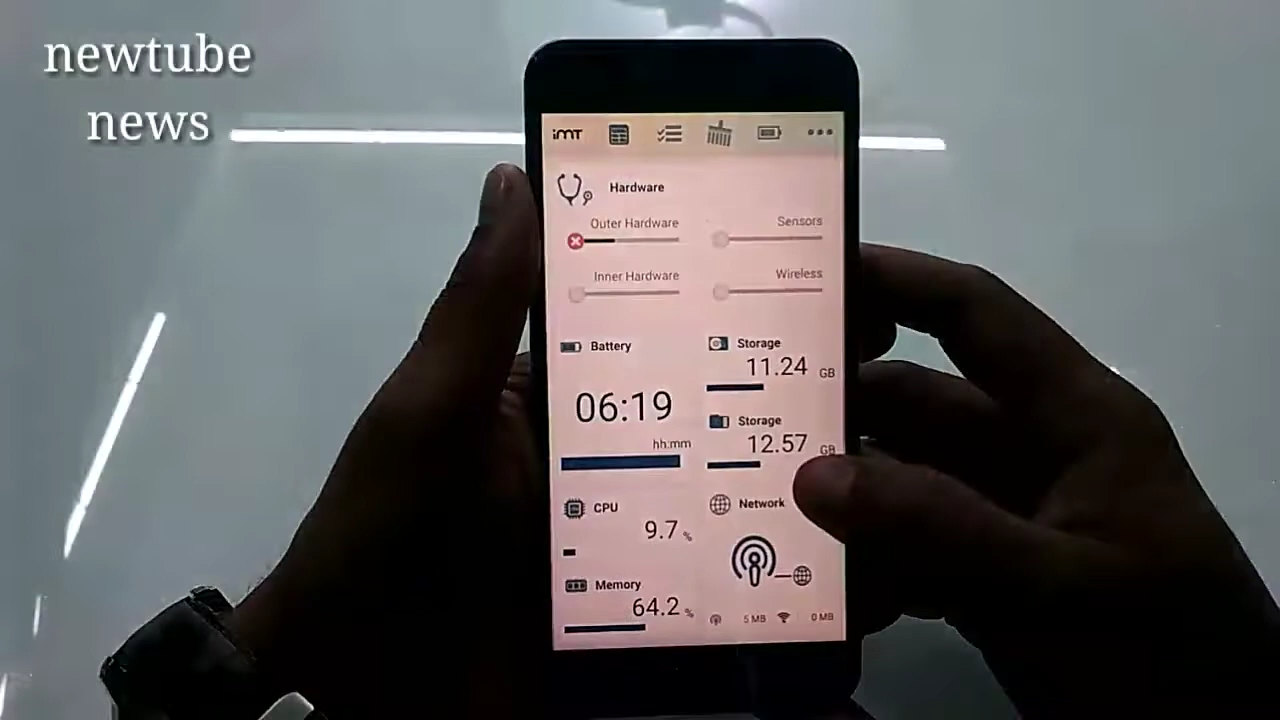 newtube
news
iMT
Hardware
Outer Hardware
Sensors
Inner Hardware
Wireless
Battery
Storage
11.24 GB
06:19
Storage
hh:mm
12.57 GB
CPU
Network
9.7 %
Memory
64.2 %
5 MB
0 MB